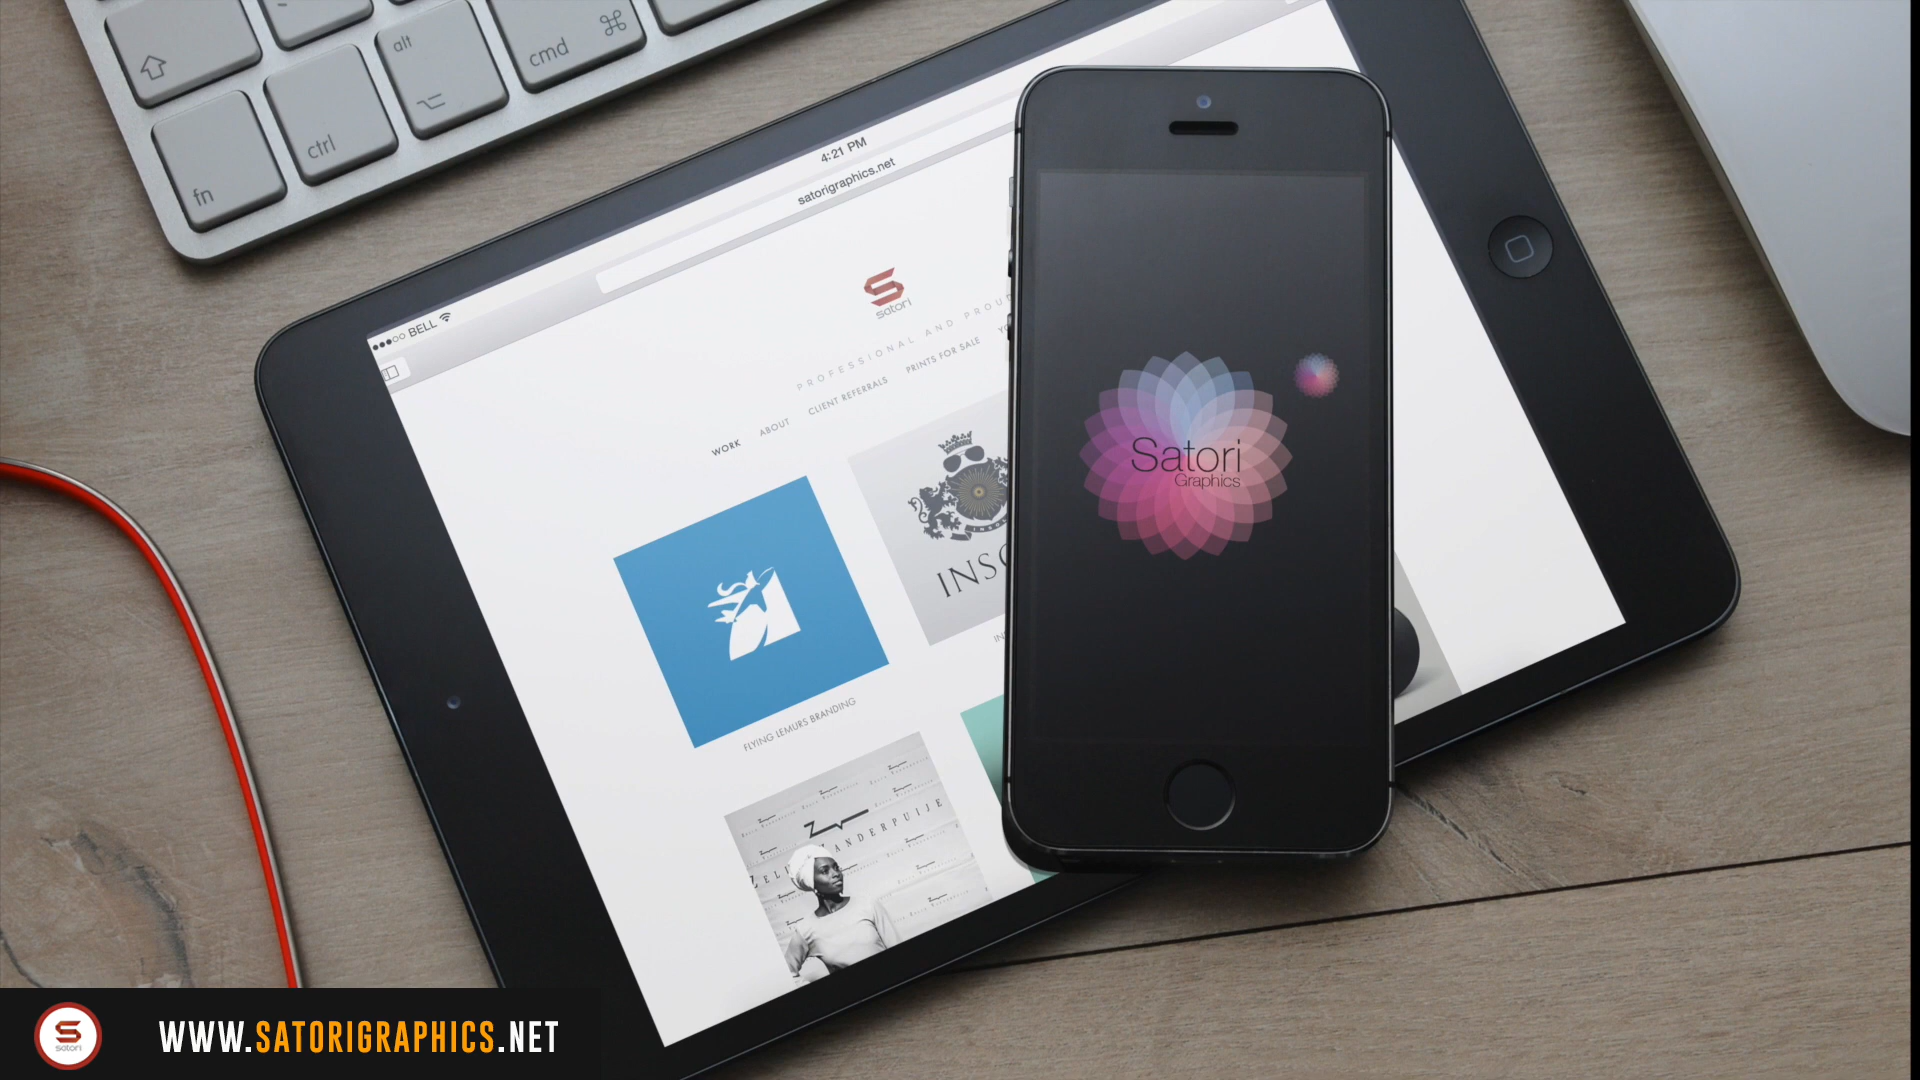 alt
cmd ⌘
ctrl
fn
4:21 PM
satorigraphics.net
BELL
satori
PROFESSIONAL AND PROU
WORK ABOUT CLIENT REFERRALS PRINTS FOR SALE
Satori
Graphics
FLYING LEMURS BRANDING
ANDERPUIJE
satori
WWW.SATORIGRAPHICS.NET